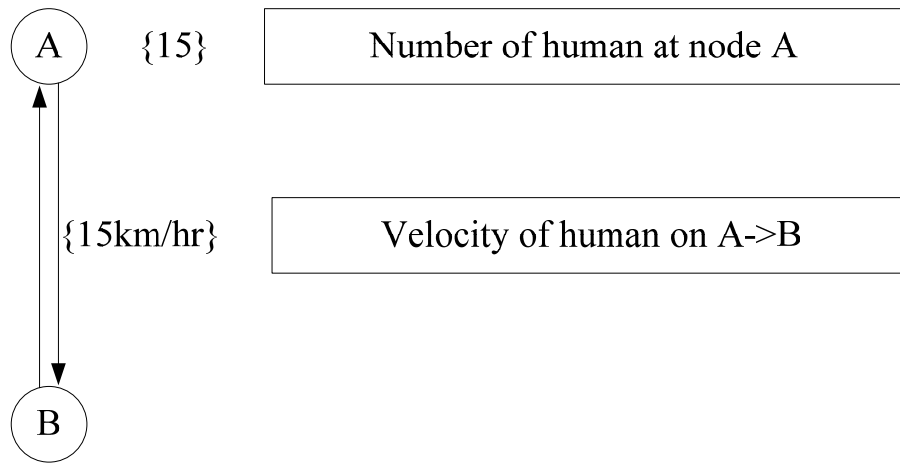 A {15} Number of human at node A
{15km/hr} Velocity of human on A->B
B